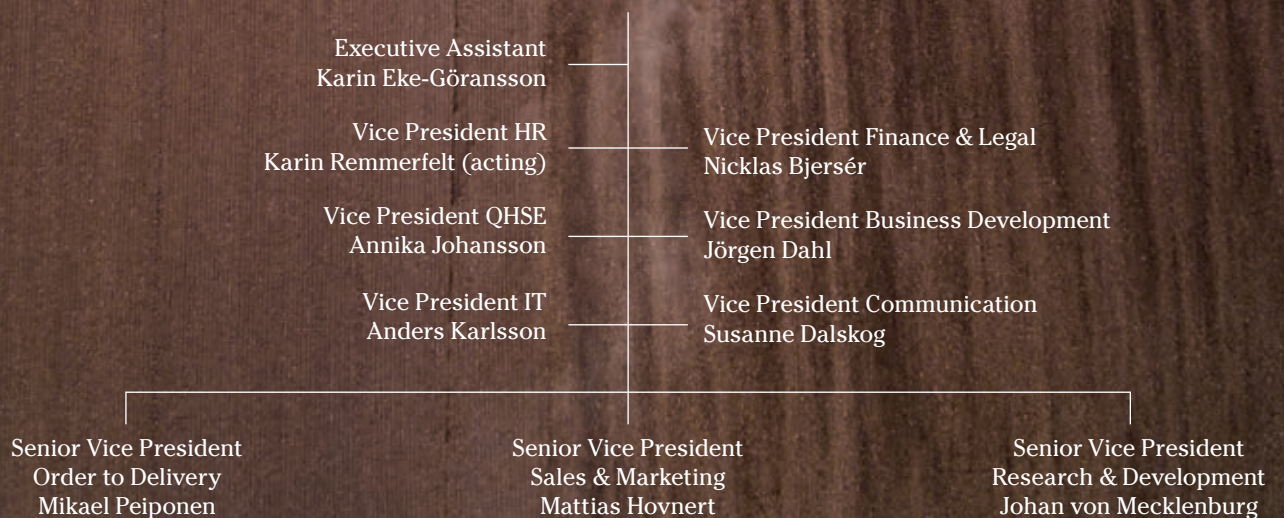 Executive Assistant
Karin Eke-Göransson
Vice President HR
Karin Remmerfelt (acting)
Vice President Finance & Legal
Nicklas Bjersér
Vice President QHSE
Annika Johansson
Vice President Business Development
Jörgen Dahl
Vice President IT
Anders Karlsson
Vice President Communication
Susanne Dalskog
Senior Vice President
Order to Delivery
Mikael Peiponen
Senior Vice President
Sales & Marketing
Mattias Hovnert
Senior Vice President
Research & Development
Johan von Mecklenburg